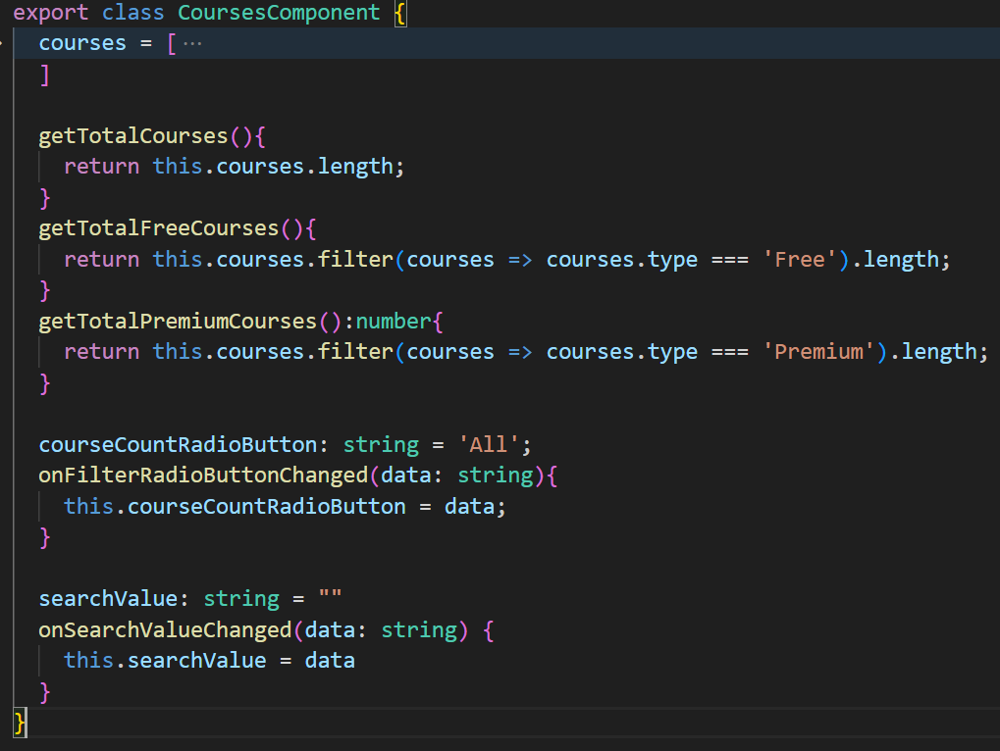 export class CoursesComponent {
  courses = [ ···
  ]

  getTotalCourses(){
    return this.courses.length;
  }
  getTotalFreeCourses(){
    return this.courses.filter(courses => courses.type === 'Free').length;
  }
  getTotalPremiumCourses():number{
    return this.courses.filter(courses => courses.type === 'Premium').length;
  }

  courseCountRadioButton: string = 'All';
  onFilterRadioButtonChanged(data: string){
    this.courseCountRadioButton = data;
  }

  searchValue: string = ""
  onSearchValueChanged(data: string) {
    this.searchValue = data
  }
}